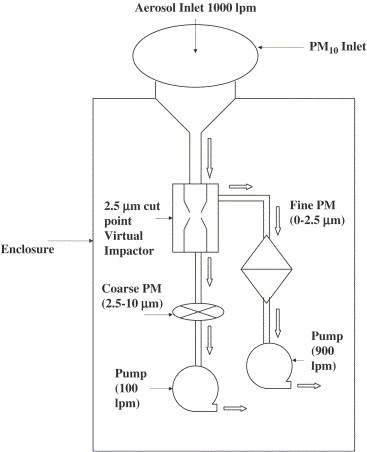 Aerosol Inlet 1000 lpm
PM10 Inlet
2.5 µm cut
point
Virtual
Impactor
Fine PM
(0-2.5 µm)
Enclosure
Coarse PM
(2.5-10 µm)
Pump
(900
lpm)
Pump
(100
lpm)